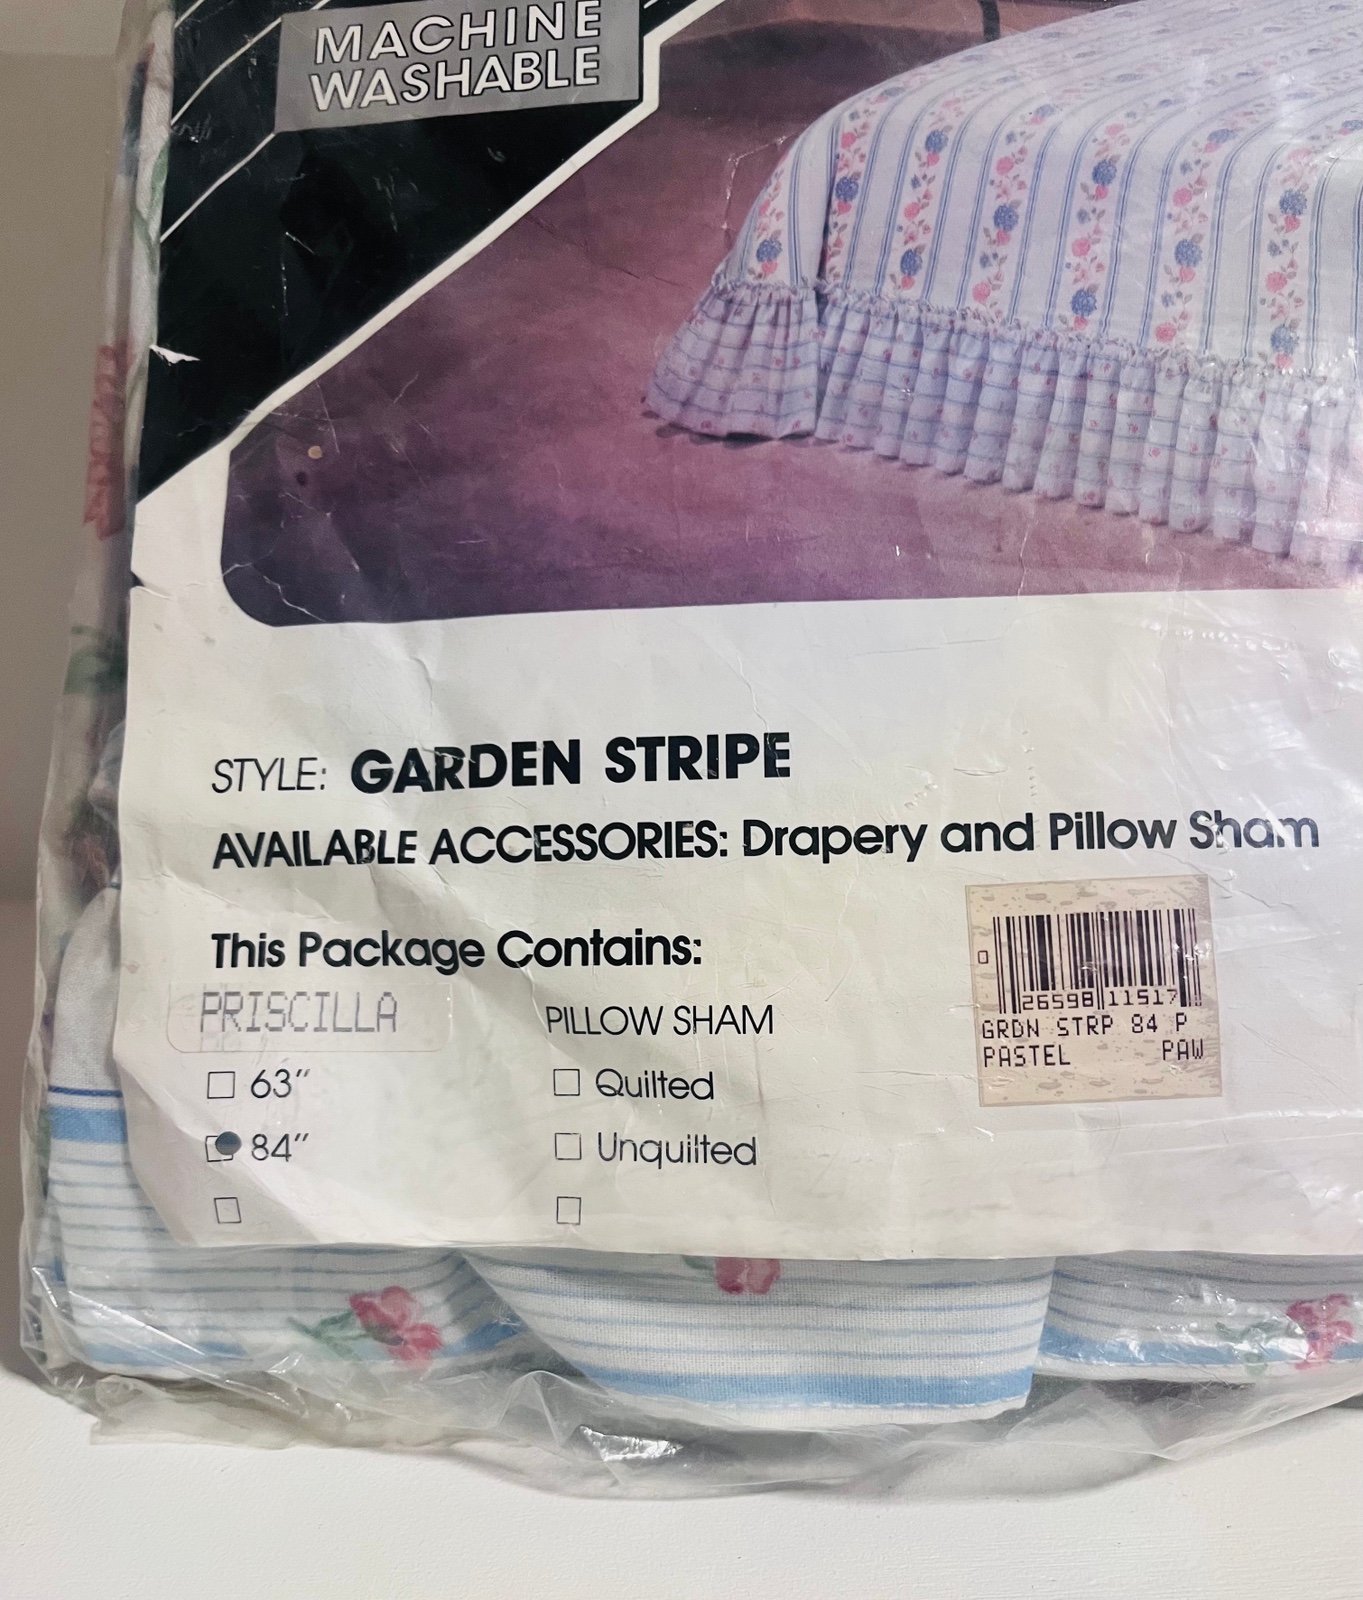 MACHINE
WASHABLE
STYLE: GARDEN STRIPE
AVAILABLE ACCESSORIES: Drapery and Pillow Sham
This Package Contains:
PRISCILLA
63"
84"
PILLOW SHAM
Quilted
Unquilted
0 26598 11517
GRDN STRP 84 P
PASTEL PAW